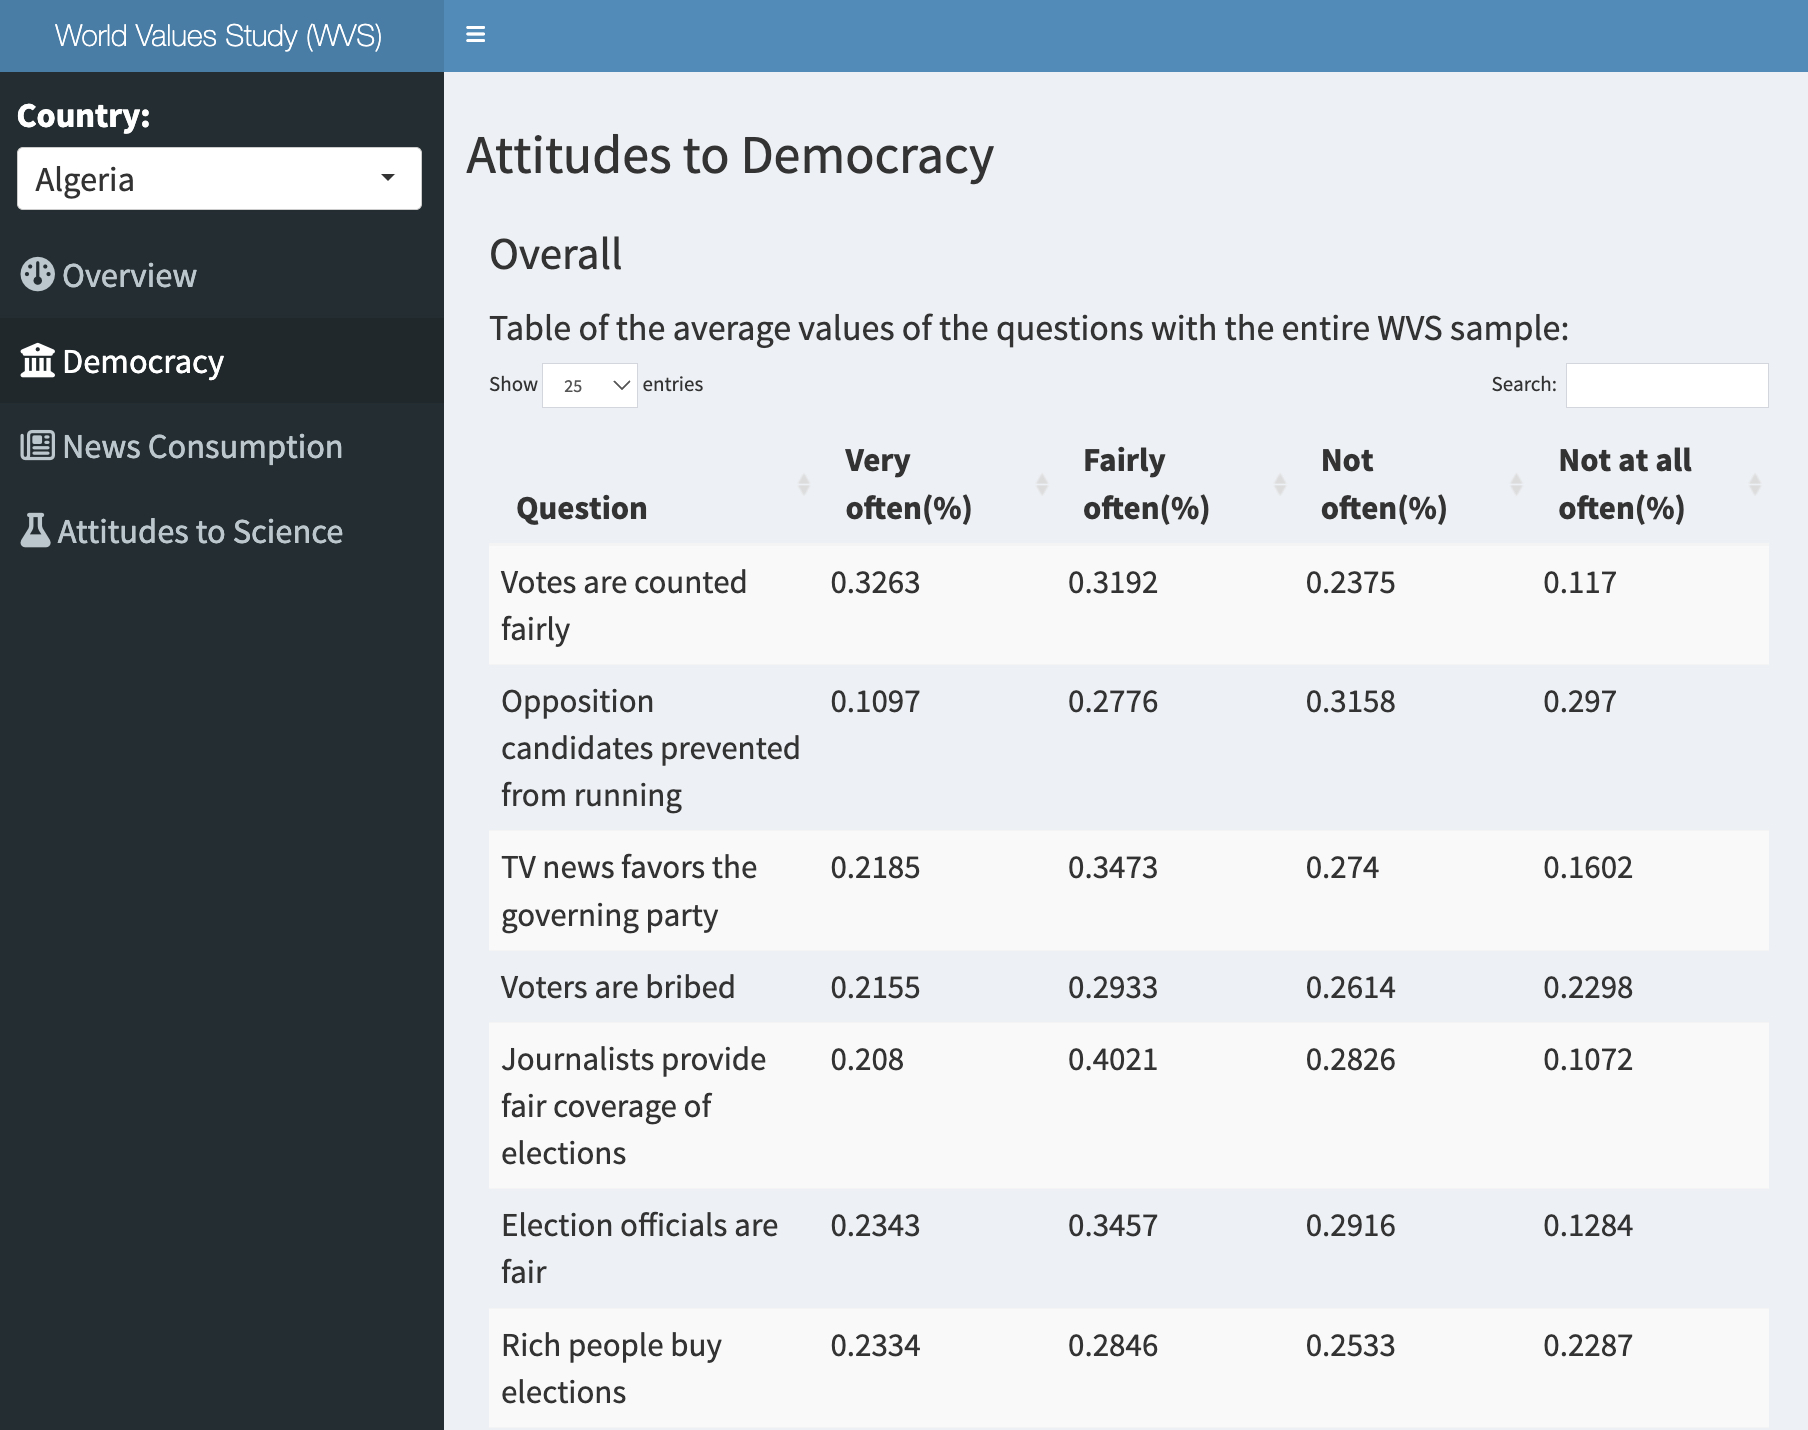 World Values Study (WVS)
Country:
Algeria
Overview
Democracy
News Consumption
Attitudes to Science
Attitudes to Democracy
Overall
Table of the average values of the questions with the entire WVS sample:
Show 25 entries
Search:
Question Very often(%) Fairly often(%) Not often(%) Not at all often(%)
Votes are counted fairly 0.3263 0.3192 0.2375 0.117
Opposition candidates prevented from running 0.1097 0.2776 0.3158 0.297
TV news favors the governing party 0.2185 0.3473 0.274 0.1602
Voters are bribed 0.2155 0.2933 0.2614 0.2298
Journalists provide fair coverage of elections 0.208 0.4021 0.2826 0.1072
Election officials are fair 0.2343 0.3457 0.2916 0.1284
Rich people buy elections 0.2334 0.2846 0.2533 0.2287